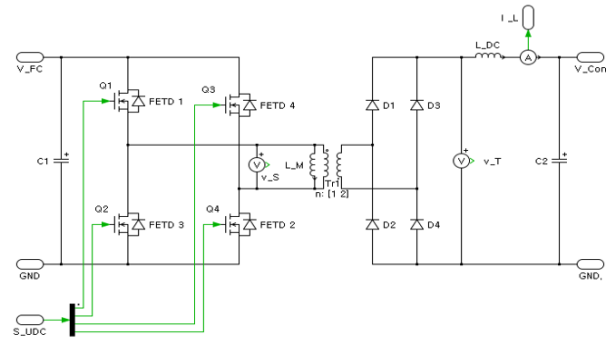 I_L
V_FC
L_DC
A
V_Con
Q1
Q3
FETD 1
FETD 4
D1
D3
C1
L_M
V
v_S
Tr1
n: [1 2]
V
v_T
C2
Q2
Q4
FETD 3
FETD 2
D2
D4
GND
GND,
S_UDC